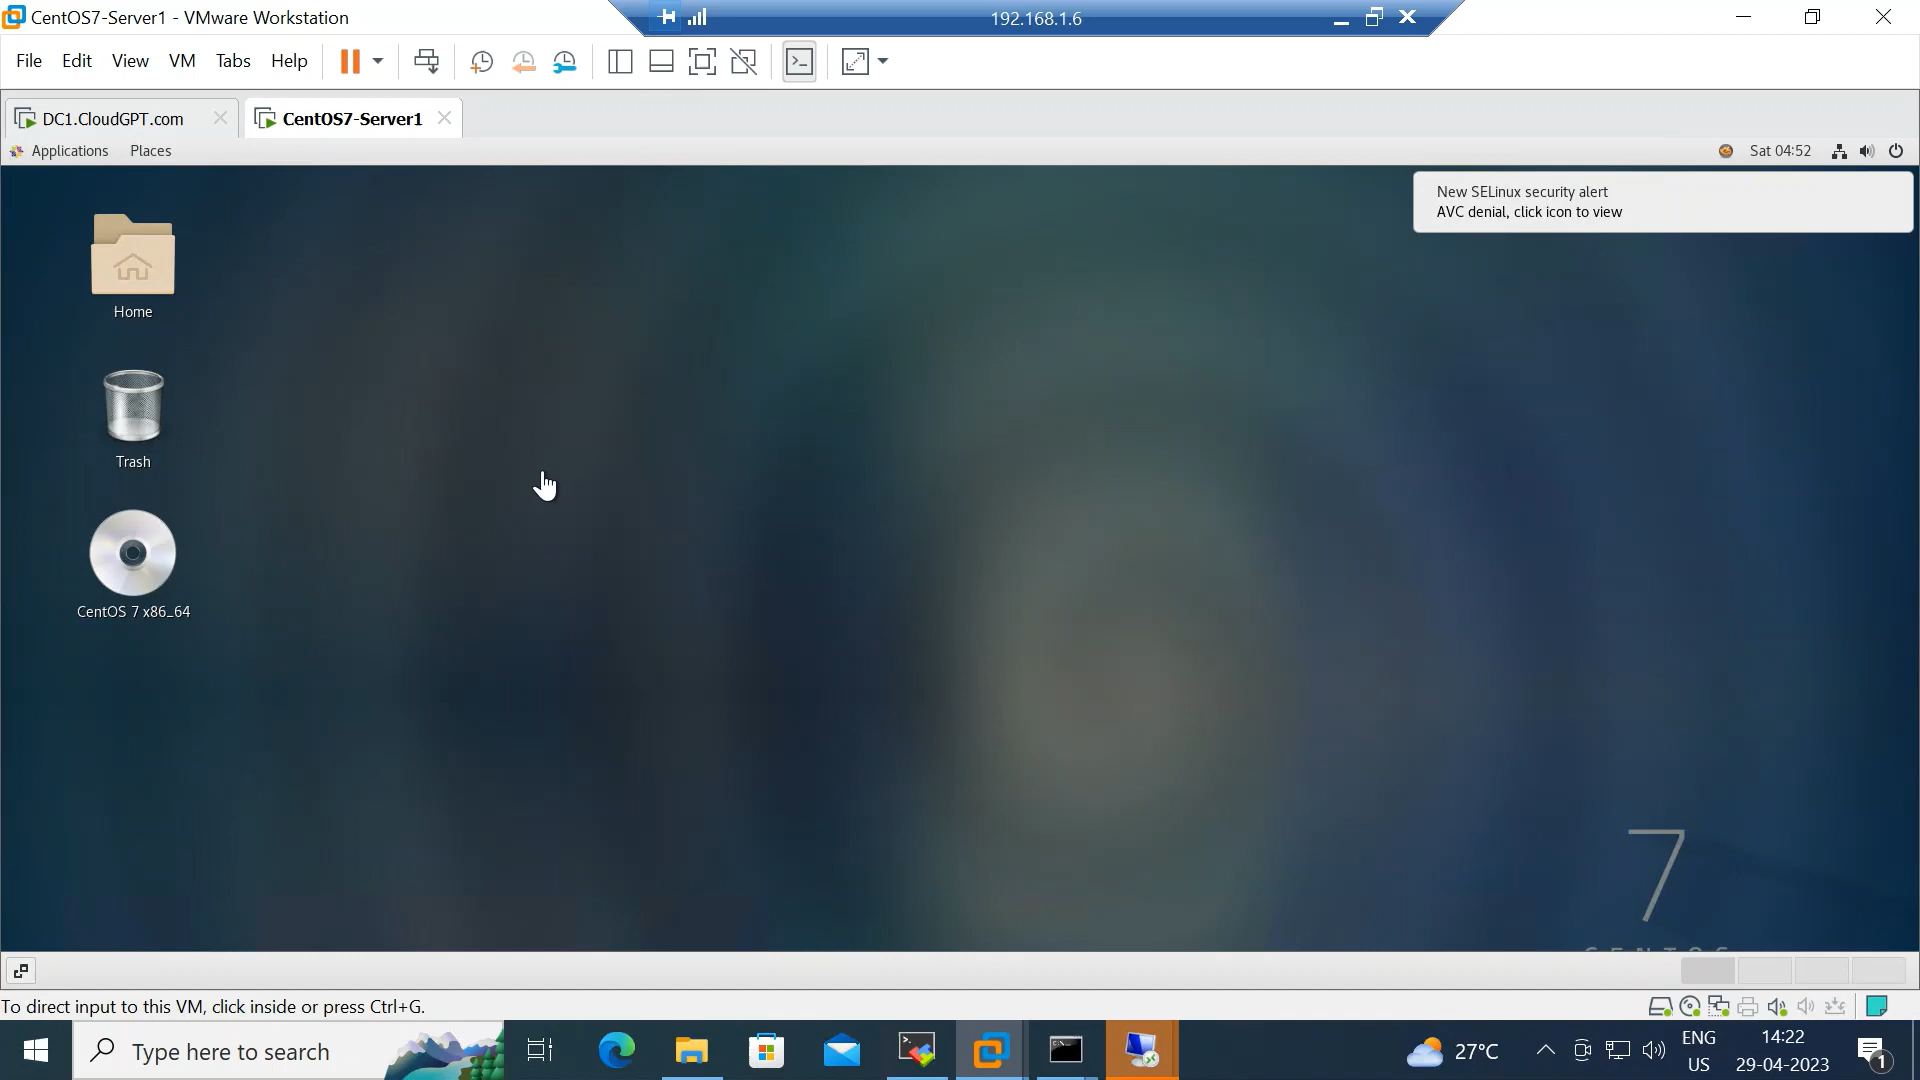 CentOS7-Server1 - VMware Workstation
192.168.1.6
File Edit View VM Tabs Help
DC1.CloudGPT.com
CentOS7-Server1
Applications Places
Sat 04:52
New SELinux security alert
AVC denial, click icon to view
Home
Trash
CentOS 7 x86_64
7
CENTOS
To direct input to this VM, click inside or press Ctrl+G.
Type here to search
27°C
ENG
US
14:22
29-04-2023
1